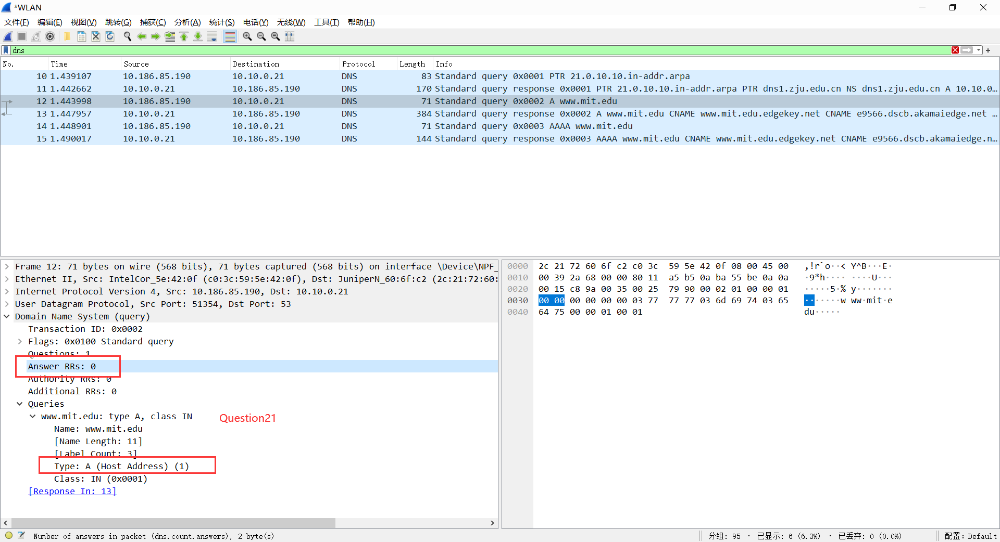 *WLAN
文件(F) 编辑(E) 视图(V) 跳转(G) 捕获(C) 分析(A) 统计(S) 电话(Y) 无线(W) 工具(T) 帮助(H)
dns
No. Time Source Destination Protocol Length Info
10 1.439107 10.186.85.190 10.10.0.21 DNS 83 Standard query 0x0001 PTR 21.0.10.10.in-addr.arpa
11 1.442662 10.10.0.21 10.186.85.190 DNS 170 Standard query response 0x0001 PTR 21.0.10.10.in-addr.arpa PTR dns1.zju.edu.cn NS dns1.zju.edu.cn A 10.10.0…
12 1.443998 10.186.85.190 10.10.0.21 DNS 71 Standard query 0x0002 A www.mit.edu
13 1.447957 10.10.0.21 10.186.85.190 DNS 384 Standard query response 0x0002 A www.mit.edu CNAME www.mit.edu.edgekey.net CNAME e9566.dscb.akamaiedge.net …
14 1.448901 10.186.85.190 10.10.0.21 DNS 71 Standard query 0x0003 AAAA www.mit.edu
15 1.490017 10.10.0.21 10.186.85.190 DNS 144 Standard query response 0x0003 AAAA www.mit.edu CNAME www.mit.edu.edgekey.net CNAME e9566.dscb.akamaiedge.n…
Frame 12: 71 bytes on wire (568 bits), 71 bytes captured (568 bits) on interface \Device\NPF_
Ethernet II, Src: IntelCor_5e:42:0f (c0:3c:59:5e:42:0f), Dst: JuniperN_60:6f:c2 (2c:21:72:60:
Internet Protocol Version 4, Src: 10.186.85.190, Dst: 10.10.0.21
User Datagram Protocol, Src Port: 51354, Dst Port: 53
Domain Name System (query)
Transaction ID: 0x0002
Flags: 0x0100 Standard query
Questions: 1
Answer RRs: 0
Authority RRs: 0
Additional RRs: 0
Queries
www.mit.edu: type A, class IN
Question21
Name: www.mit.edu
[Name Length: 11]
[Label Count: 3]
Type: A (Host Address) (1)
Class: IN (0x0001)
[Response In: 13]
0000 2c 21 72 60 6f c2 c0 3c 59 5e 42 0f 08 00 45 00 ,!r`o··< Y^B···E·
0010 00 39 2a 68 00 00 80 11 a5 b5 0a ba 55 be 0a 0a ·9*h···· ····U···
0020 00 15 c8 9a 00 35 00 25 79 90 00 02 01 00 00 01 ·····5·% y·······
0030 00 00 00 00 00 00 03 77 77 77 03 6d 69 74 03 65 ·······w ww·mit·e
0040 64 75 00 00 01 00 01 du·····
Number of answers in packet (dns.count.answers), 2 byte(s)
分组: 95 · 已显示: 6 (6.3%) · 已丢弃: 0 (0.0%)
配置: Default